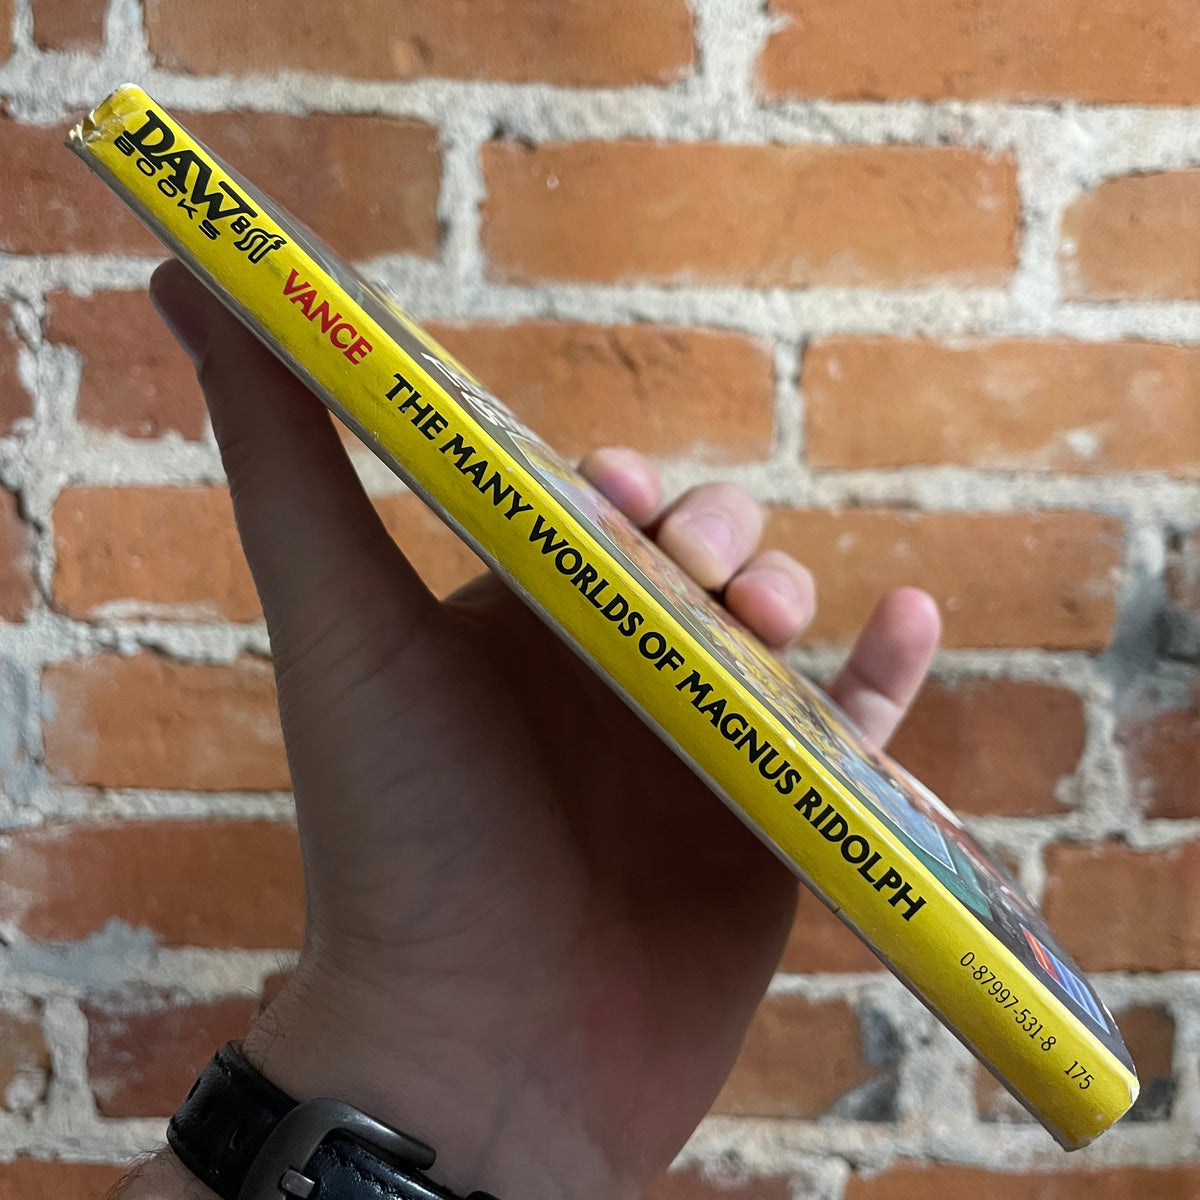 DAW
BOOKS
sf
VANCE
THE MANY WORLDS OF MAGNUS RIDOLPH
0-87997-531-8
175